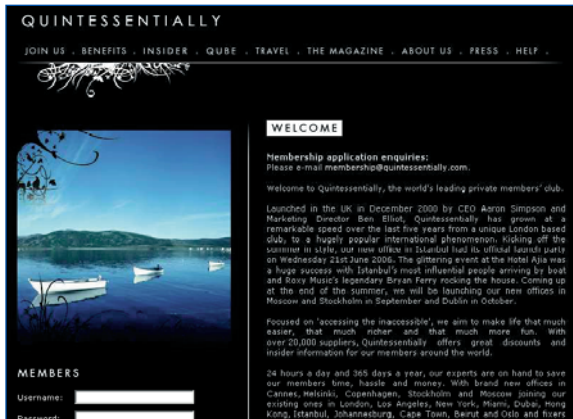 QUINTESSENTIALLY
JOIN US . BENEFITS . INSIDER . QUBE . TRAVEL . THE MAGAZINE . ABOUT US . PRESS . HELP .
WELCOME
Membership application enquiries:
Please e-mail membership@quintessentially.com.
Welcome to Quintessentially, the world's leading private members' club.
Launched in the UK in December 2000 by CEO Aaron Simpson and
Marketing Director Ben Elliot, Quintessentially has grown at a
remarkable speed over the last five years from a unique London based
club, to a hugely popular international phenomenon. Kicking off the
summer in style, our new office in Istanbul had its official launch party
on Wednesday 21st June 2006. The glittering event at the Hotel Ajia was
a huge success with Istanbul's most influential people arriving by boat
and Roxy Music's legendary Bryan Ferry rocking the house. Coming up
at the end of the summer, we will be launching our new offices in
Moscow and Stockholm in September and Dublin in October.
Focused on 'accessing the inaccessible', we aim to make life that much
easier, that much richer and that much more fun. With
over 20,000 suppliers, Quintessentially offers great discounts and
insider information for our members around the world.
24 hours a day and 365 days a year, our experts are on hand to save
our members time, hassle and money. With brand new offices in
Cannes, Helsinki, Copenhagen, Stockholm and Moscow joining our
existing ones in London, Los Angeles, New York, Miami, Dubai, Hong
Kong, Istanbul, Johannesburg, Cape Town, Beirut and Oslo and fixers
MEMBERS
Username:
Password: